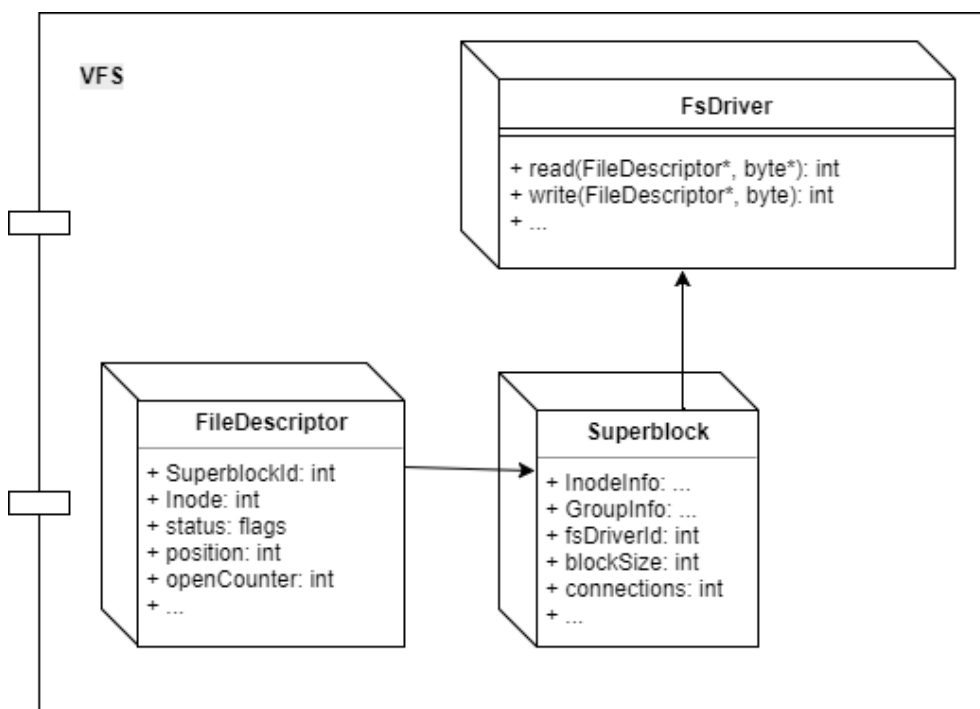 VFS
FsDriver
+ read(FileDescriptor*, byte*): int
+ write(FileDescriptor*, byte): int
+ ...
FileDescriptor
+ SuperblockId: int
+ Inode: int
+ status: flags
+ position: int
+ openCounter: int
+ ...
Superblock
+ InodeInfo: ...
+ GroupInfo: ...
+ fsDriverId: int
+ blockSize: int
+ connections: int
+ ...